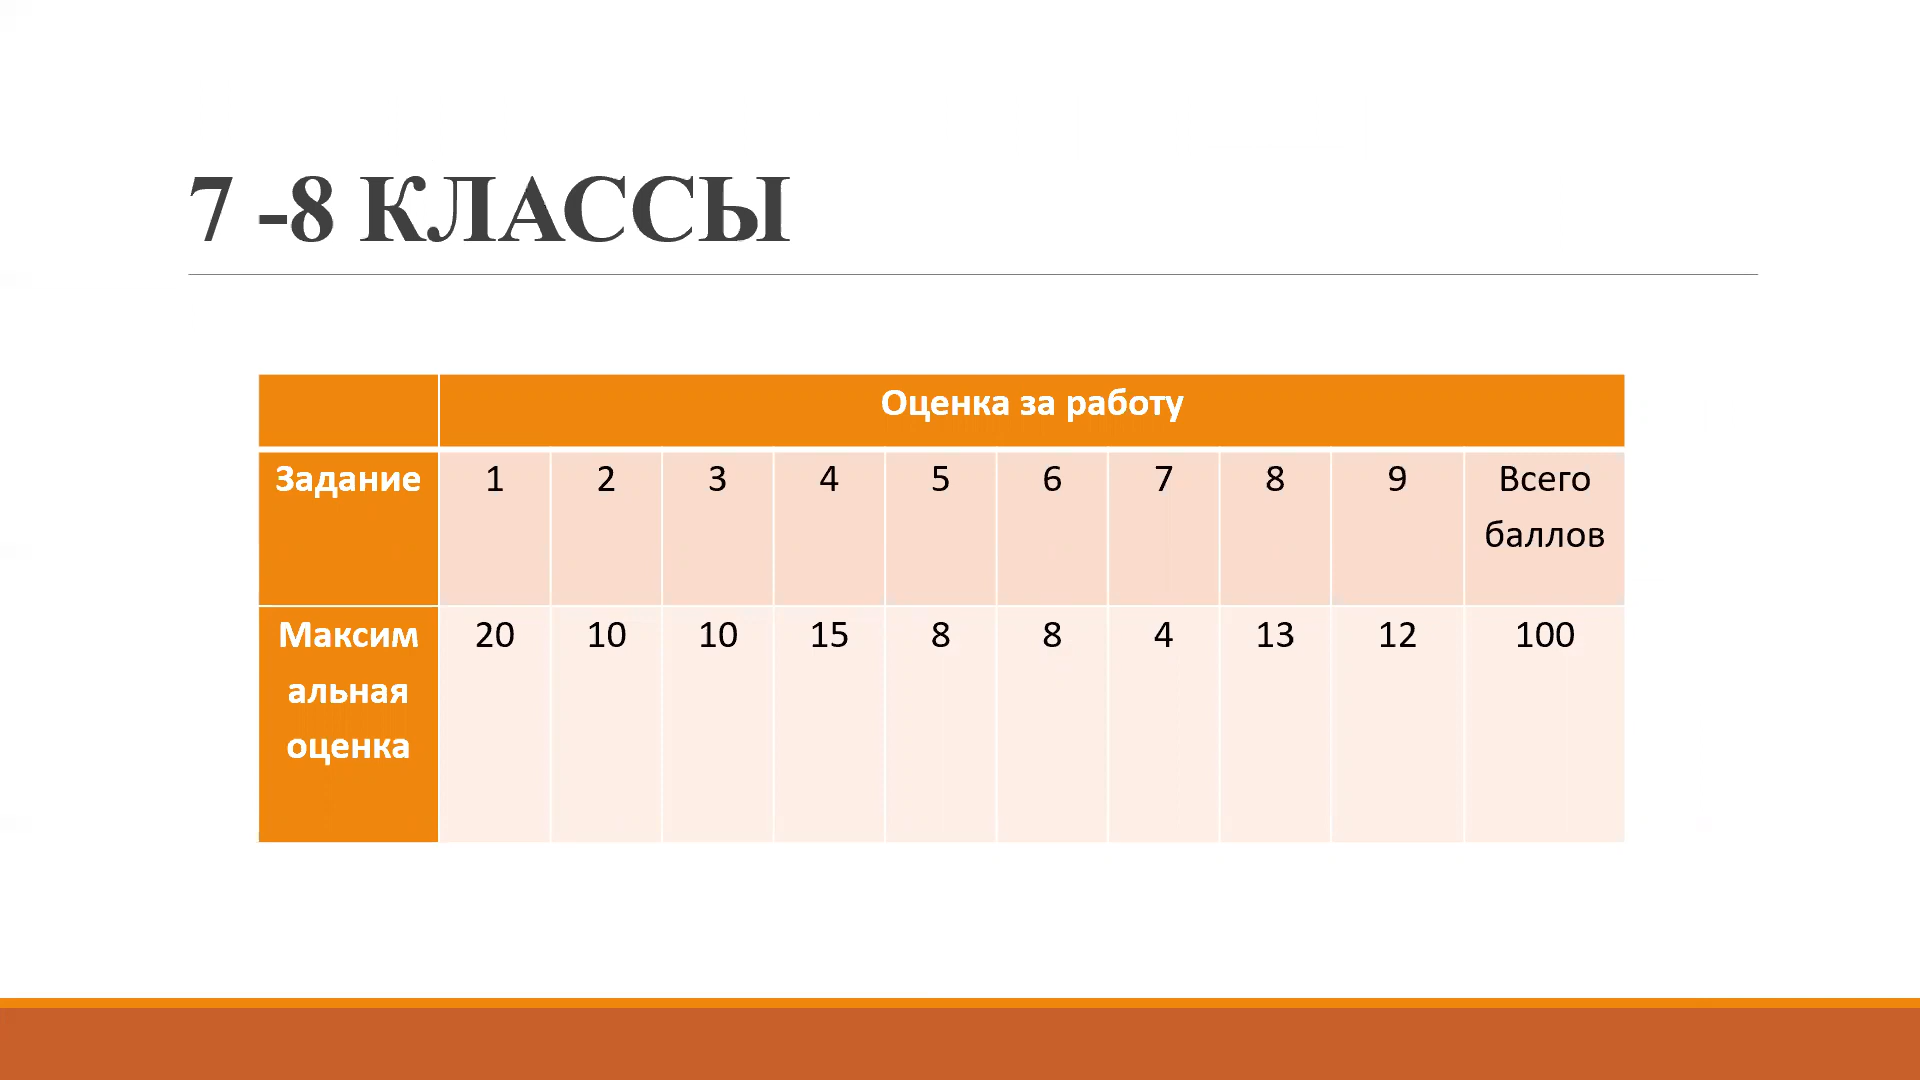 7 -8 КЛАССЫ
Оценка за работу
Задание 1 2 3 4 5 6 7 8 9 Всего
баллов
Максим 20 10 10 15 8 8 4 13 12 100
альная
оценка